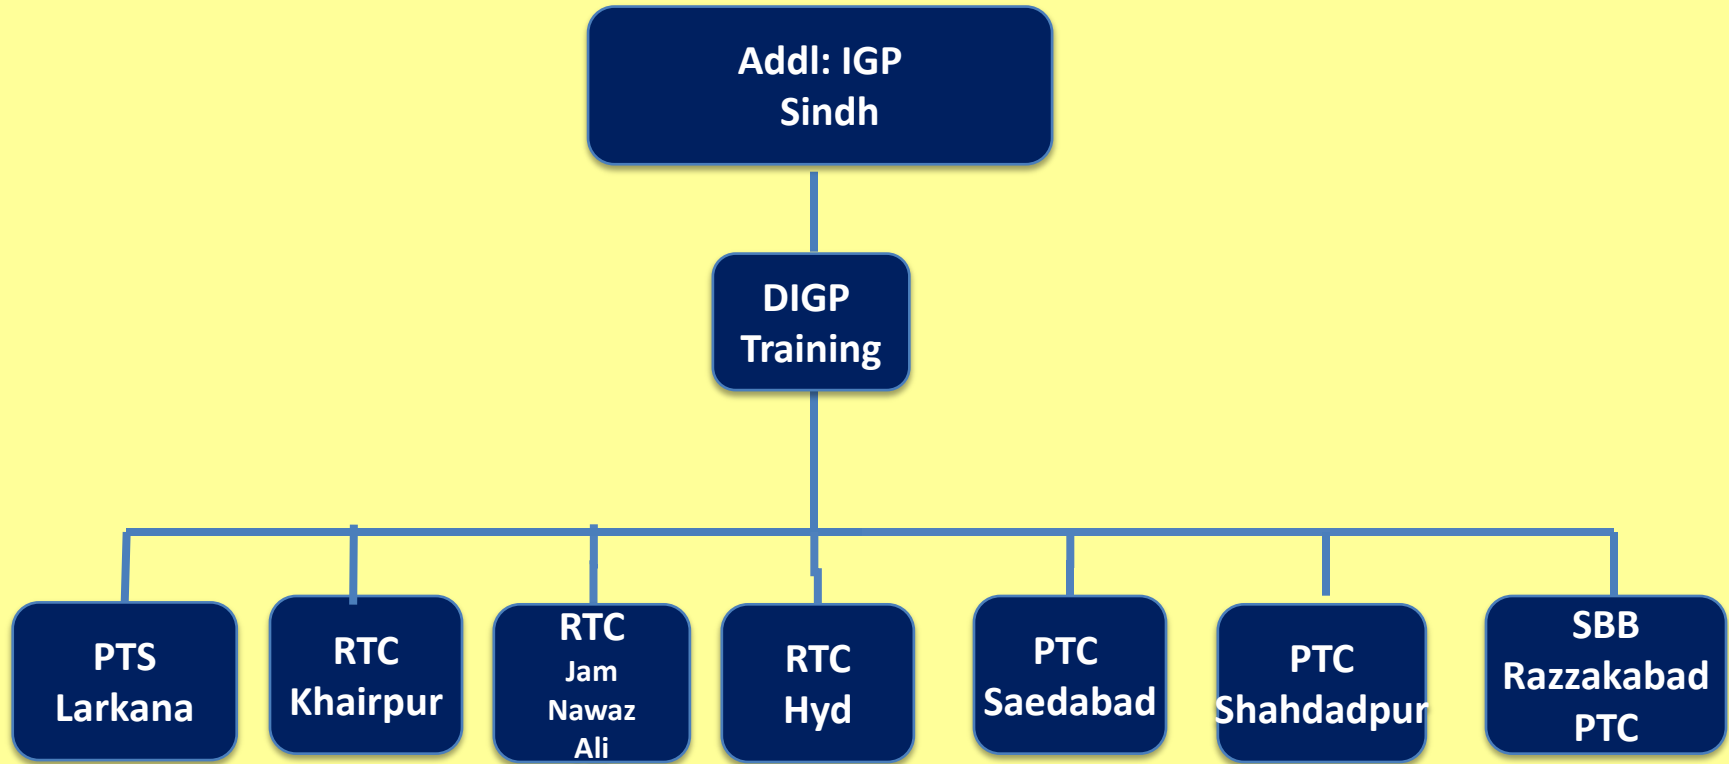 Addl: IGP
Sindh
DIGP
Training
PTS
Larkana
RTC
Khairpur
RTC
Jam
Nawaz
Ali
RTC
Hyd
PTC
Saedabad
PTC
Shahdadpur
SBB
Razzakabad
PTC